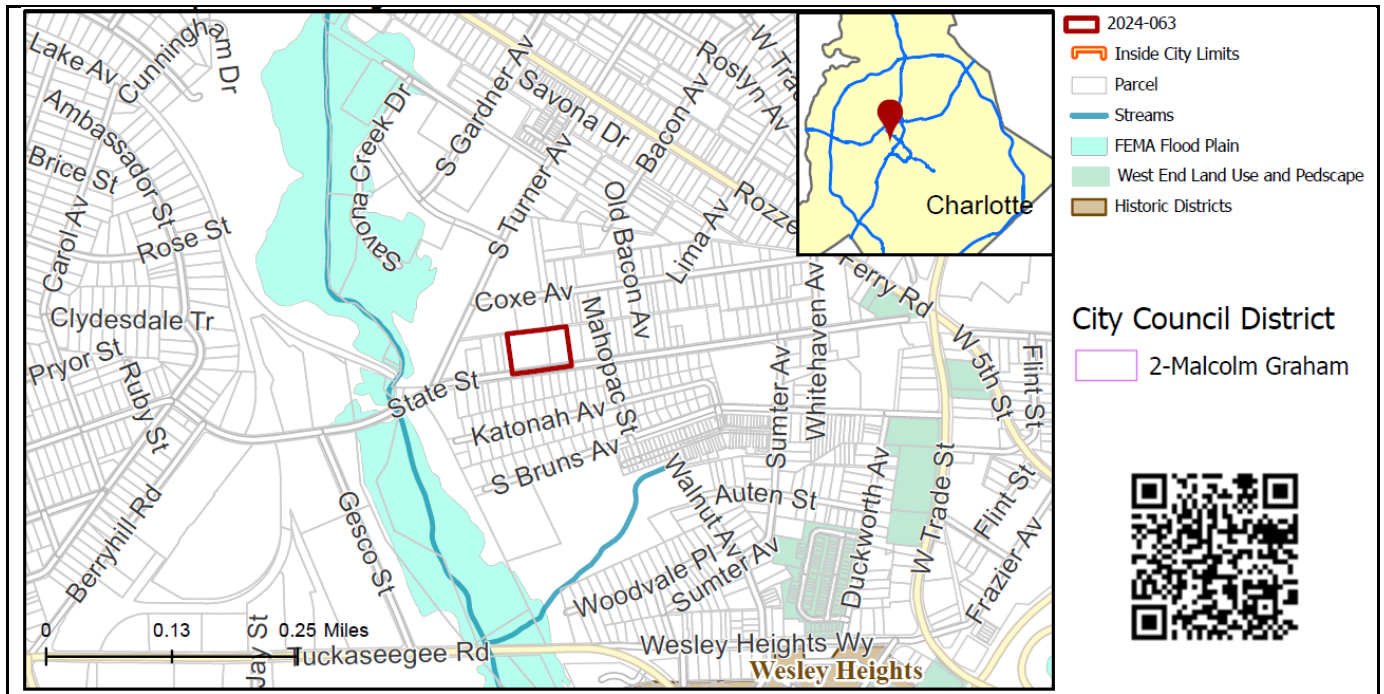 Lake Av
Cunningham Dr
Ambassador St
Brice St
Carol Av
Rose St
Clydesdale Tr
Pryor St
Ruby St
Berryhill Rd
Savona Creek Dr
Savona
S Gardner Av
Savona Dr
S Turner Av
Bacon Av
Roslyn Av
W Tra
Old Bacon Av
Lima Av
Rozze
Ferry Rd
Coxe Av
Mahopac St
State St
Katonah Av
S Bruns Av
Whitehaven Av
Sumter Av
W 5th St
Flint St
Walnut Av
Auten St
Duckworth Av
W Trade St
Flint St
Frazier Av
Gesco St
Woodvale Pl
Sumter Av
Jay St
Tuckaseegee Rd
Wesley Heights Wy
Wesley Heights
0 0.13 0.25 Miles
Charlotte
2024-063
Inside City Limits
Parcel
Streams
FEMA Flood Plain
West End Land Use and Pedscape
Historic Districts
City Council District
2-Malcolm Graham